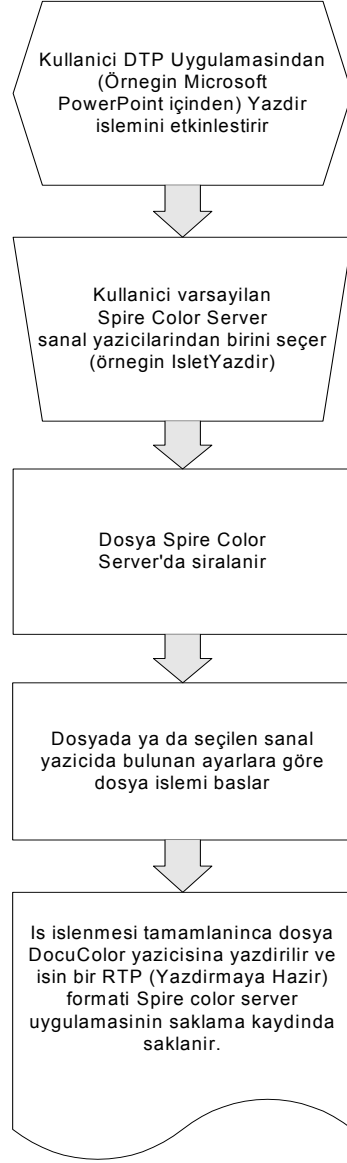 Kullanici DTP Uygulamasindan
(Örnegin Microsoft
PowerPoint içinden) Yazdir
islemini etkinlestirir
Kullanici varsayilan
Spire Color Server
sanal yazicilarindan birini seçer
(örnegin IsletYazdir)
Dosya Spire Color
Server'da siralanir
Dosyada ya da seçilen sanal
yazicida bulunan ayarlara göre
dosya islemi baslar
Is islenmesi tamamlaninca dosya
DocuColor yazicisina yazdirilir ve
isin bir RTP (Yazdirmaya Hazir)
formati Spire color server
uygulamasinin saklama kaydinda
saklanir.